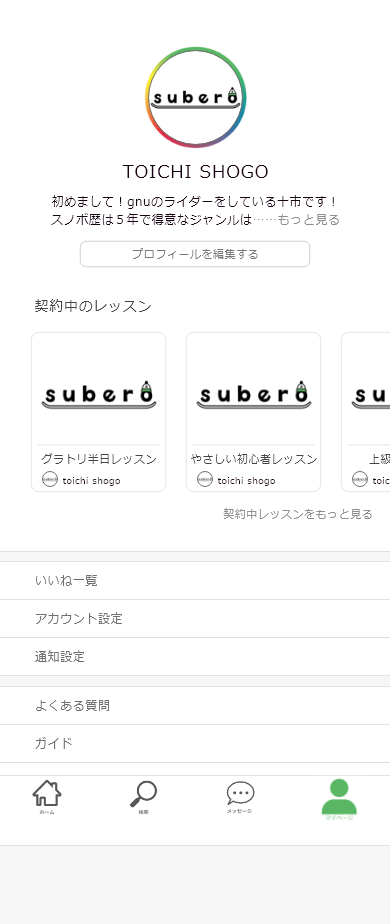 subero
TOICHI SHOGO
初めまして！gnuのライダーをしている十市です！
スノボ歴は５年で得意なジャンルは……もっと見る
プロフィールを編集する
契約中のレッスン
subero
subero
su
グラトリ半日レッスン
やさしい初心者レッスン
上級
toichi shogo
toichi shogo
toic
契約中レッスンをもっと見る
いいね一覧
アカウント設定
通知設定
よくある質問
ガイド
ホーム
検索
メッセージ
マイページ